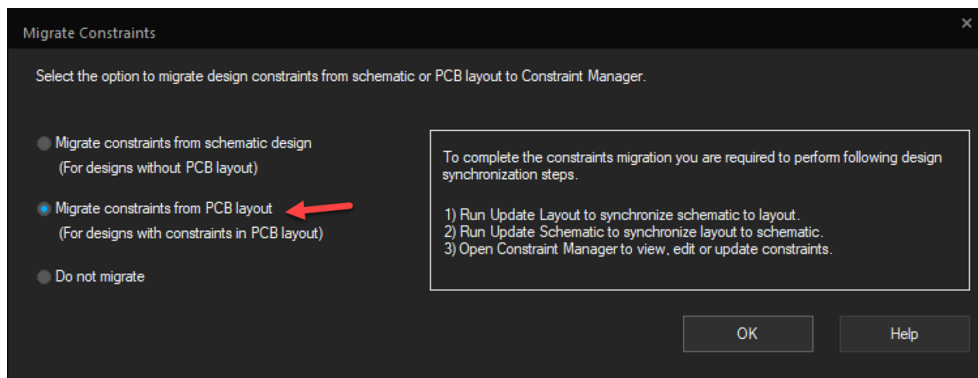 Migrate Constraints
Select the option to migrate design constraints from schematic or PCB layout to Constraint Manager.
Migrate constraints from schematic design
(For designs without PCB layout)
Migrate constraints from PCB layout
(For designs with constraints in PCB layout)
Do not migrate
To complete the constraints migration you are required to perform following design
synchronization steps.
1) Run Update Layout to synchronize schematic to layout.
2) Run Update Schematic to synchronize layout to schematic.
3) Open Constraint Manager to view, edit or update constraints.
OK
Help